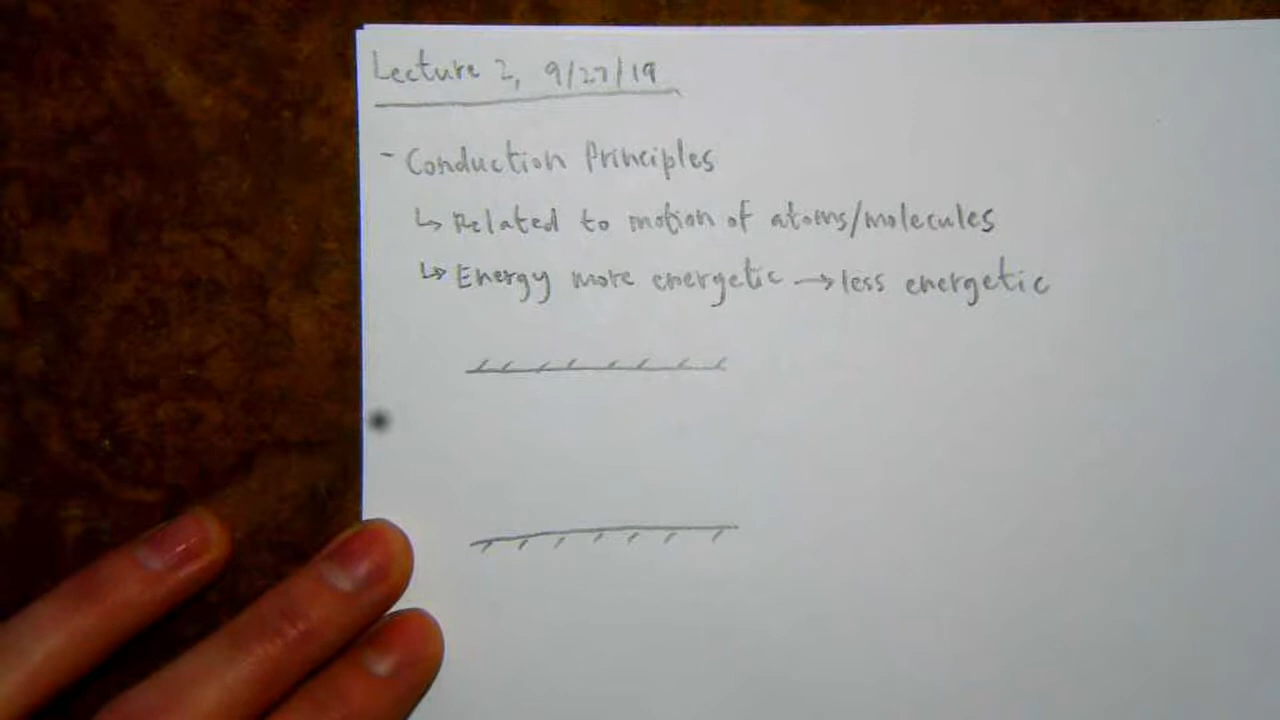 Lecture 2, 9/27/19
- Conduction Principles
↳ Related to motion of atoms/molecules
↳ Energy more energetic → less energetic